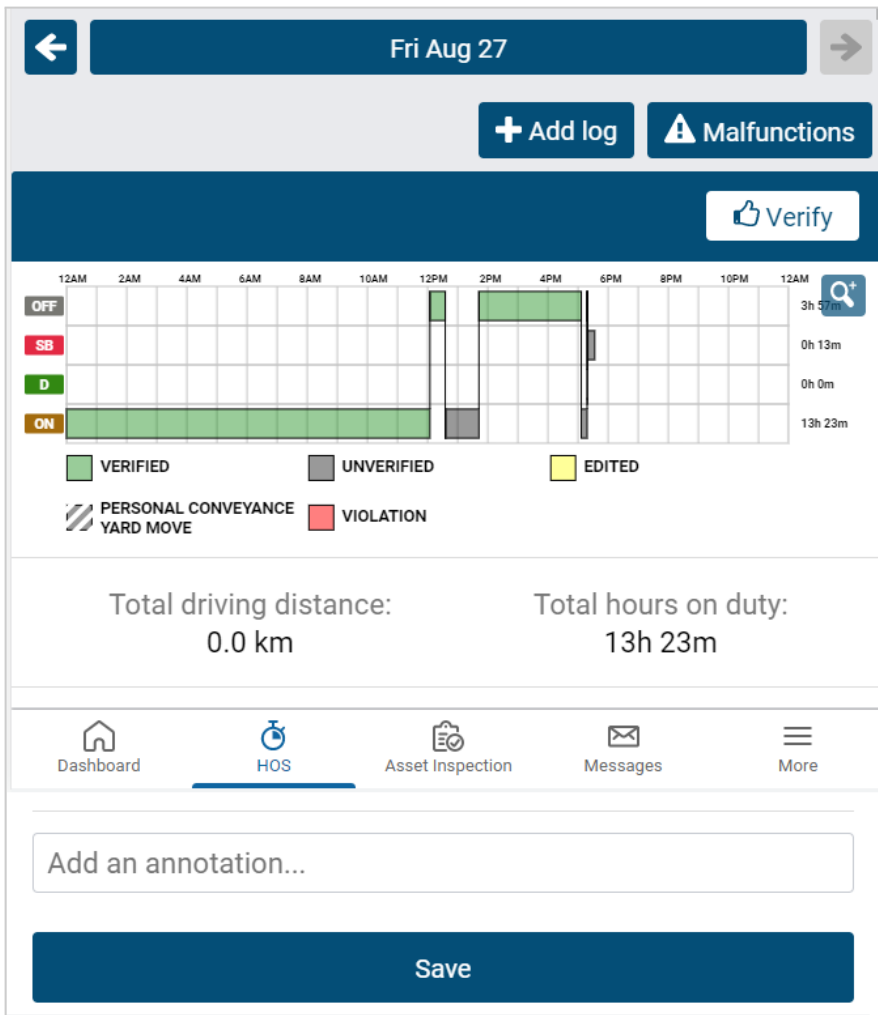 Fri Aug 27
Add log
Malfunctions
Verify
12AM 2AM 4AM 6AM 8AM 10AM 12PM 2PM 4PM 6PM 8PM 10PM 12AM
OFF 3h 57m
SB 0h 13m
D 0h 0m
ON 13h 23m
VERIFIED UNVERIFIED EDITED
PERSONAL CONVEYANCE
YARD MOVE VIOLATION
Total driving distance: Total hours on duty:
0.0 km 13h 23m
Dashboard HOS Asset Inspection Messages More
Add an annotation...
Save